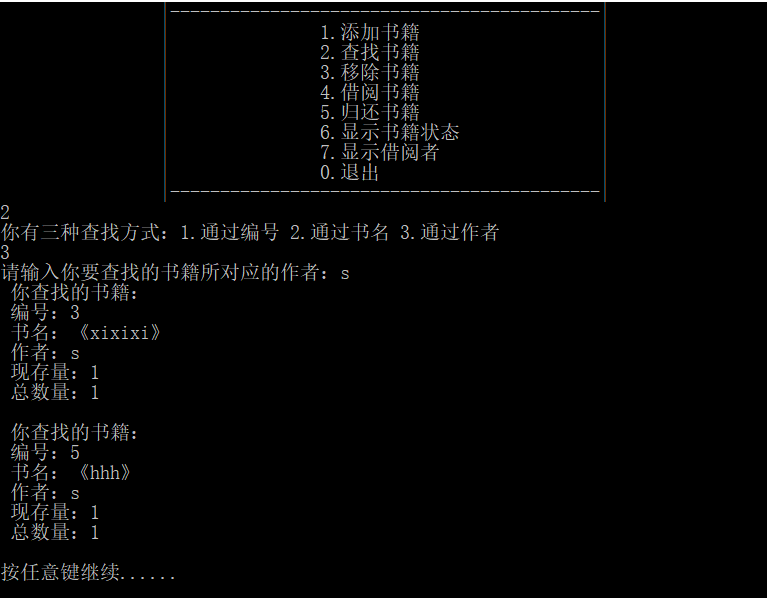 1.添加书籍
2.查找书籍
3.移除书籍
4.借阅书籍
5.归还书籍
6.显示书籍状态
7.显示借阅者
0.退出
2
你有三种查找方式：1.通过编号 2.通过书名 3.通过作者
3
请输入你要查找的书籍所对应的作者：s
你查找的书籍：
编号：3
书名：《xixixi》
作者：s
现存量：1
总数量：1
你查找的书籍：
编号：5
书名：《hhh》
作者：s
现存量：1
总数量：1
按任意键继续......